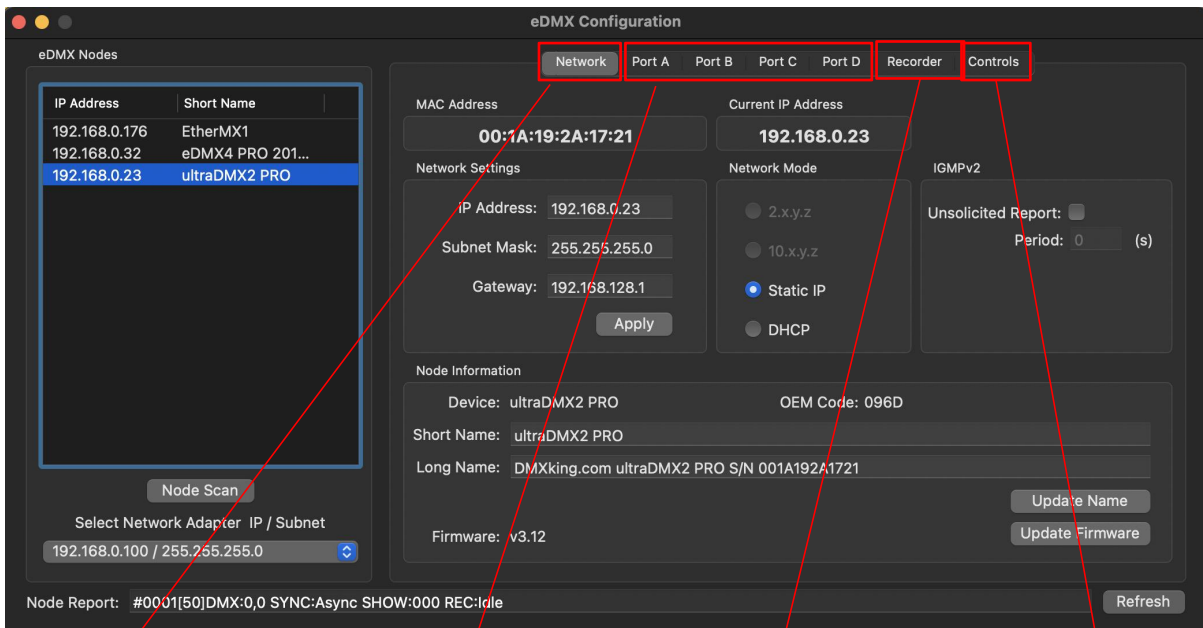 eDMX Configuration
eDMX Nodes
Network Port A Port B Port C Port D Recorder Controls
IP Address Short Name
192.168.0.176 EtherMX1
192.168.0.32 eDMX4 PRO 201...
192.168.0.23 ultraDMX2 PRO
Node Scan
Select Network Adapter IP / Subnet
192.168.0.100 / 255.255.255.0
MAC Address
00:1A:19:2A:17:21
Current IP Address
192.168.0.23
Network Settings
IP Address: 192.168.0.23
Subnet Mask: 255.255.255.0
Gateway: 192.168.128.1
Apply
Network Mode
2.x.y.z
10.x.y.z
Static IP
DHCP
IGMPv2
Unsolicited Report:
Period: 0 (s)
Node Information
Device: ultraDMX2 PRO OEM Code: 096D
Short Name: ultraDMX2 PRO
Long Name: DMXking.com ultraDMX2 PRO S/N 001A192A1721
Update Name
Firmware: v3.12
Update Firmware
Node Report: #0001[50]DMX:0,0 SYNC:Async SHOW:000 REC:Idle
Refresh